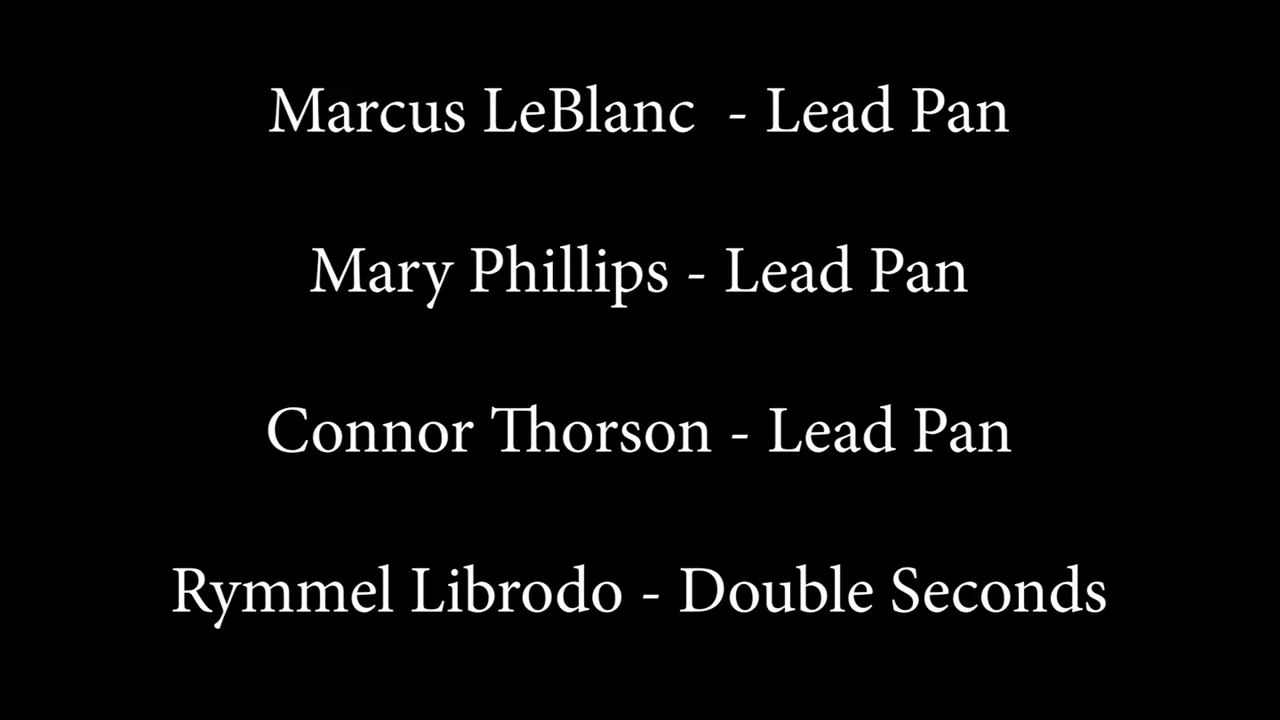 Marcus LeBlanc  - Lead Pan
Mary Phillips - Lead Pan
Connor Thorson - Lead Pan
Rymmel Librodo - Double Seconds